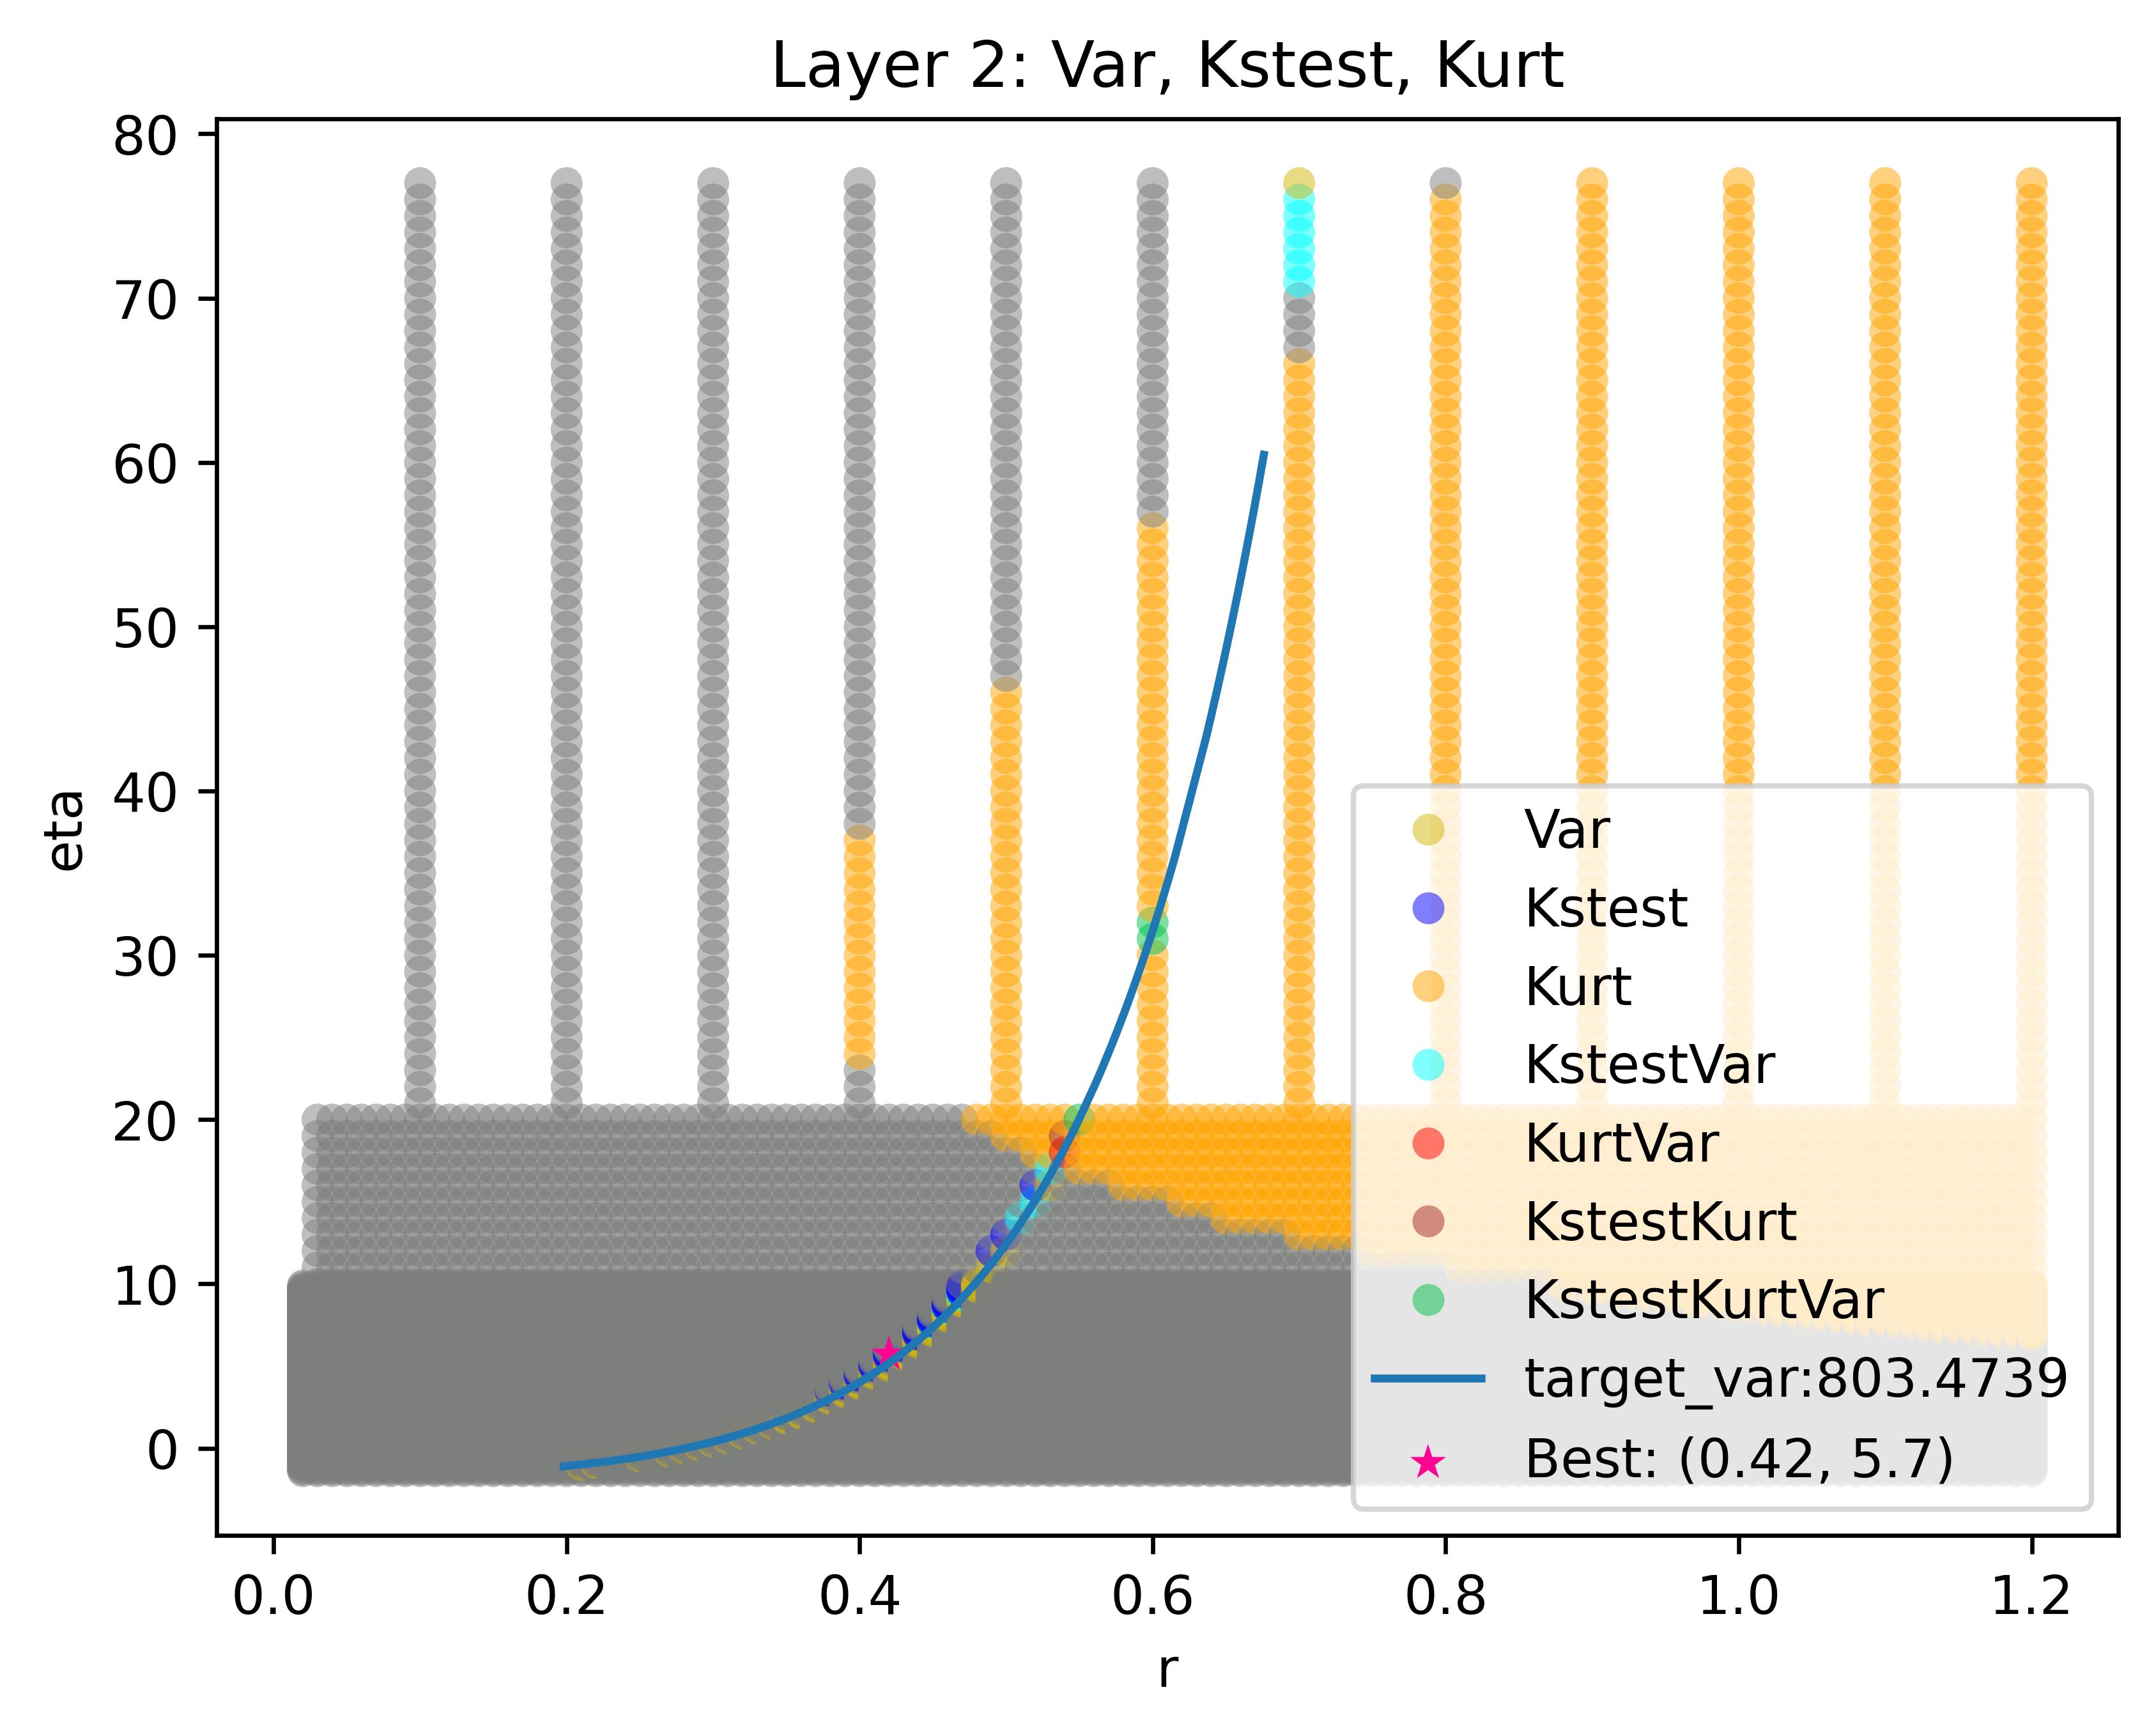 Layer 2: Var, Kstest, Kurt
80
70
60
50
40
30
20
10
0
eta
Var
Kstest
Kurt
KstestVar
KurtVar
KstestKurt
KstestKurtVar
target_var:803.4739
Best: (0.42, 5.7)
0.0 0.2 0.4 0.6 0.8 1.0 1.2
r